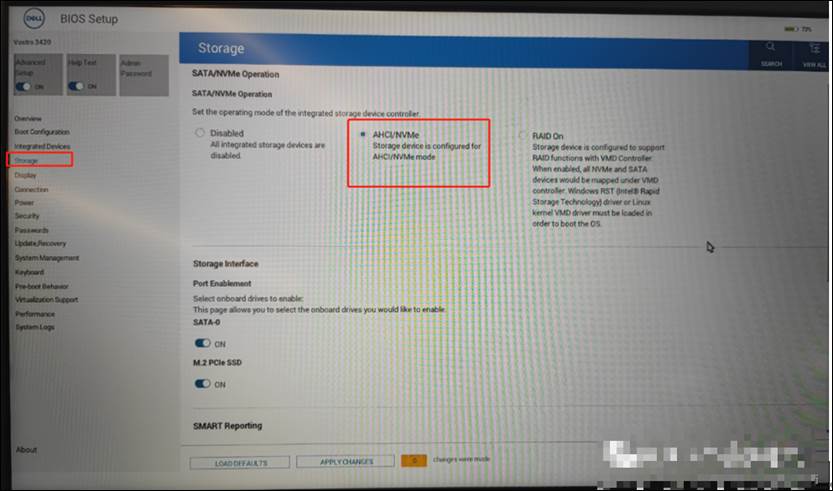 DELL
BIOS Setup
73%
Vostro 3420
Advanced
Setup
ON
Help Text
ON
Admin
Password
Overview
Boot Configuration
Integrated Devices
Storage
Display
Connection
Power
Security
Passwords
Update,Recovery
System Management
Keyboard
Pre-boot Behavior
Virtualization Support
Performance
System Logs
About
Storage
SEARCH
VIEW ALL
SATA/NVMe Operation
SATA/NVMe Operation
Set the operating mode of the integrated storage device controller.
Disabled
All integrated storage devices are
disabled.
AHCI/NVMe
Storage device is configured for
AHCI/NVMe mode
RAID On
Storage device is configured to support
RAID functions with VMD Controller.
When enabled, all NVMe and SATA
devices would be mapped under VMD
controller. Windows RST (Intel® Rapid
Storage Technology) driver or Linux
kernel VMD driver must be loaded in
order to boot the OS.
Storage Interface
Port Enablement
Select onboard drives to enable:
This page allows you to select the onboard drives you would like to enable.
SATA-0
ON
M.2 PCIe SSD
ON
SMART Reporting
LOAD DEFAULTS
APPLY CHANGES
0
changes were made